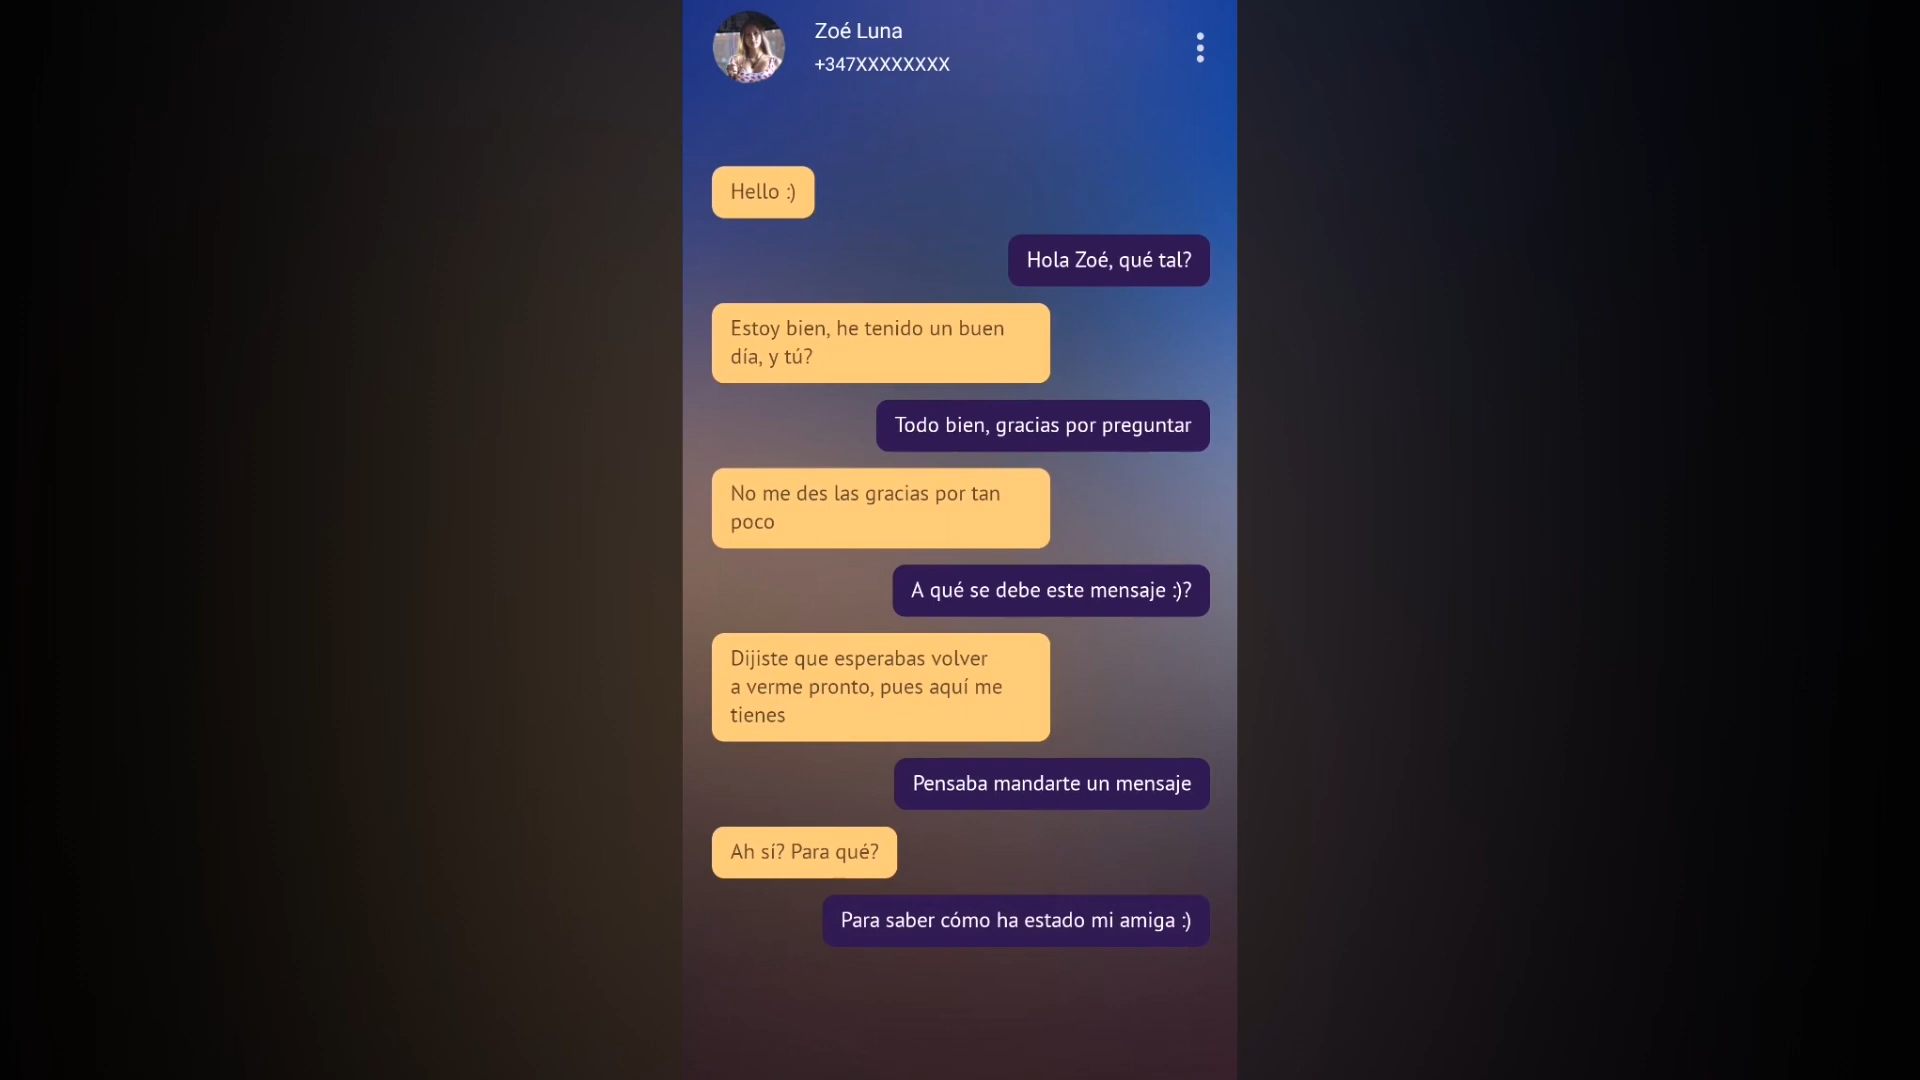 Zoé Luna
+347XXXXXXXX
Hello :)
Hola Zoé, qué tal?
Estoy bien, he tenido un buen
día, y tú?
Todo bien, gracias por preguntar
No me des las gracias por tan
poco
A qué se debe este mensaje :)?
Dijiste que esperabas volver
a verme pronto, pues aquí me
tienes
Pensaba mandarte un mensaje
Ah sí? Para qué?
Para saber cómo ha estado mi amiga :)